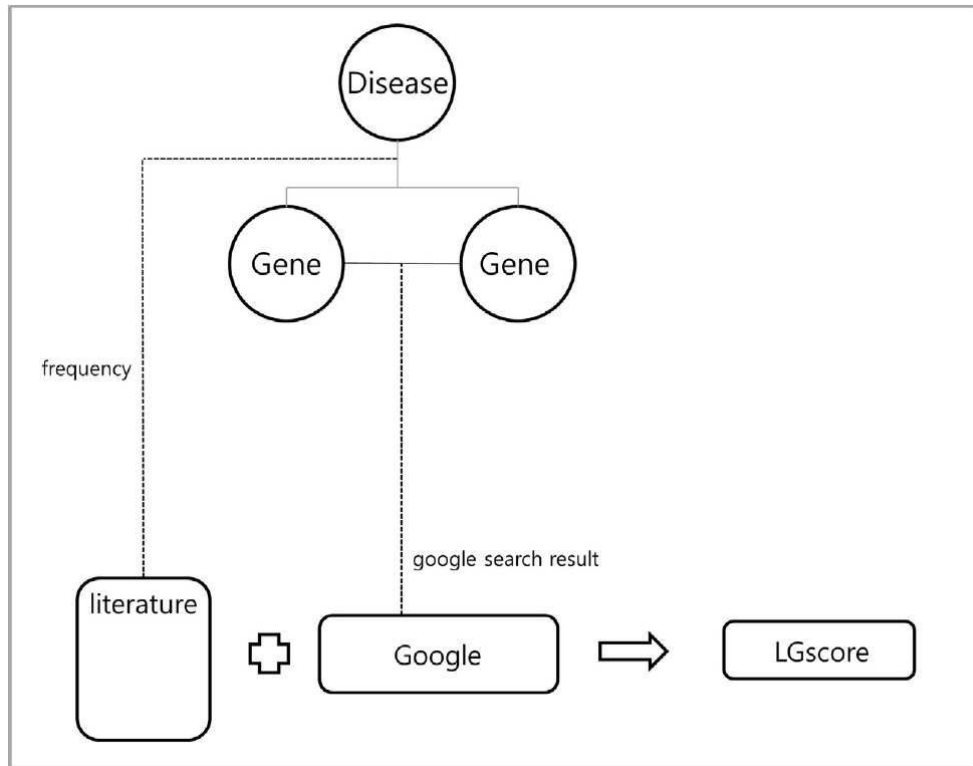 Disease
Gene
Gene
frequency
google search result
literature
Google
LGscore